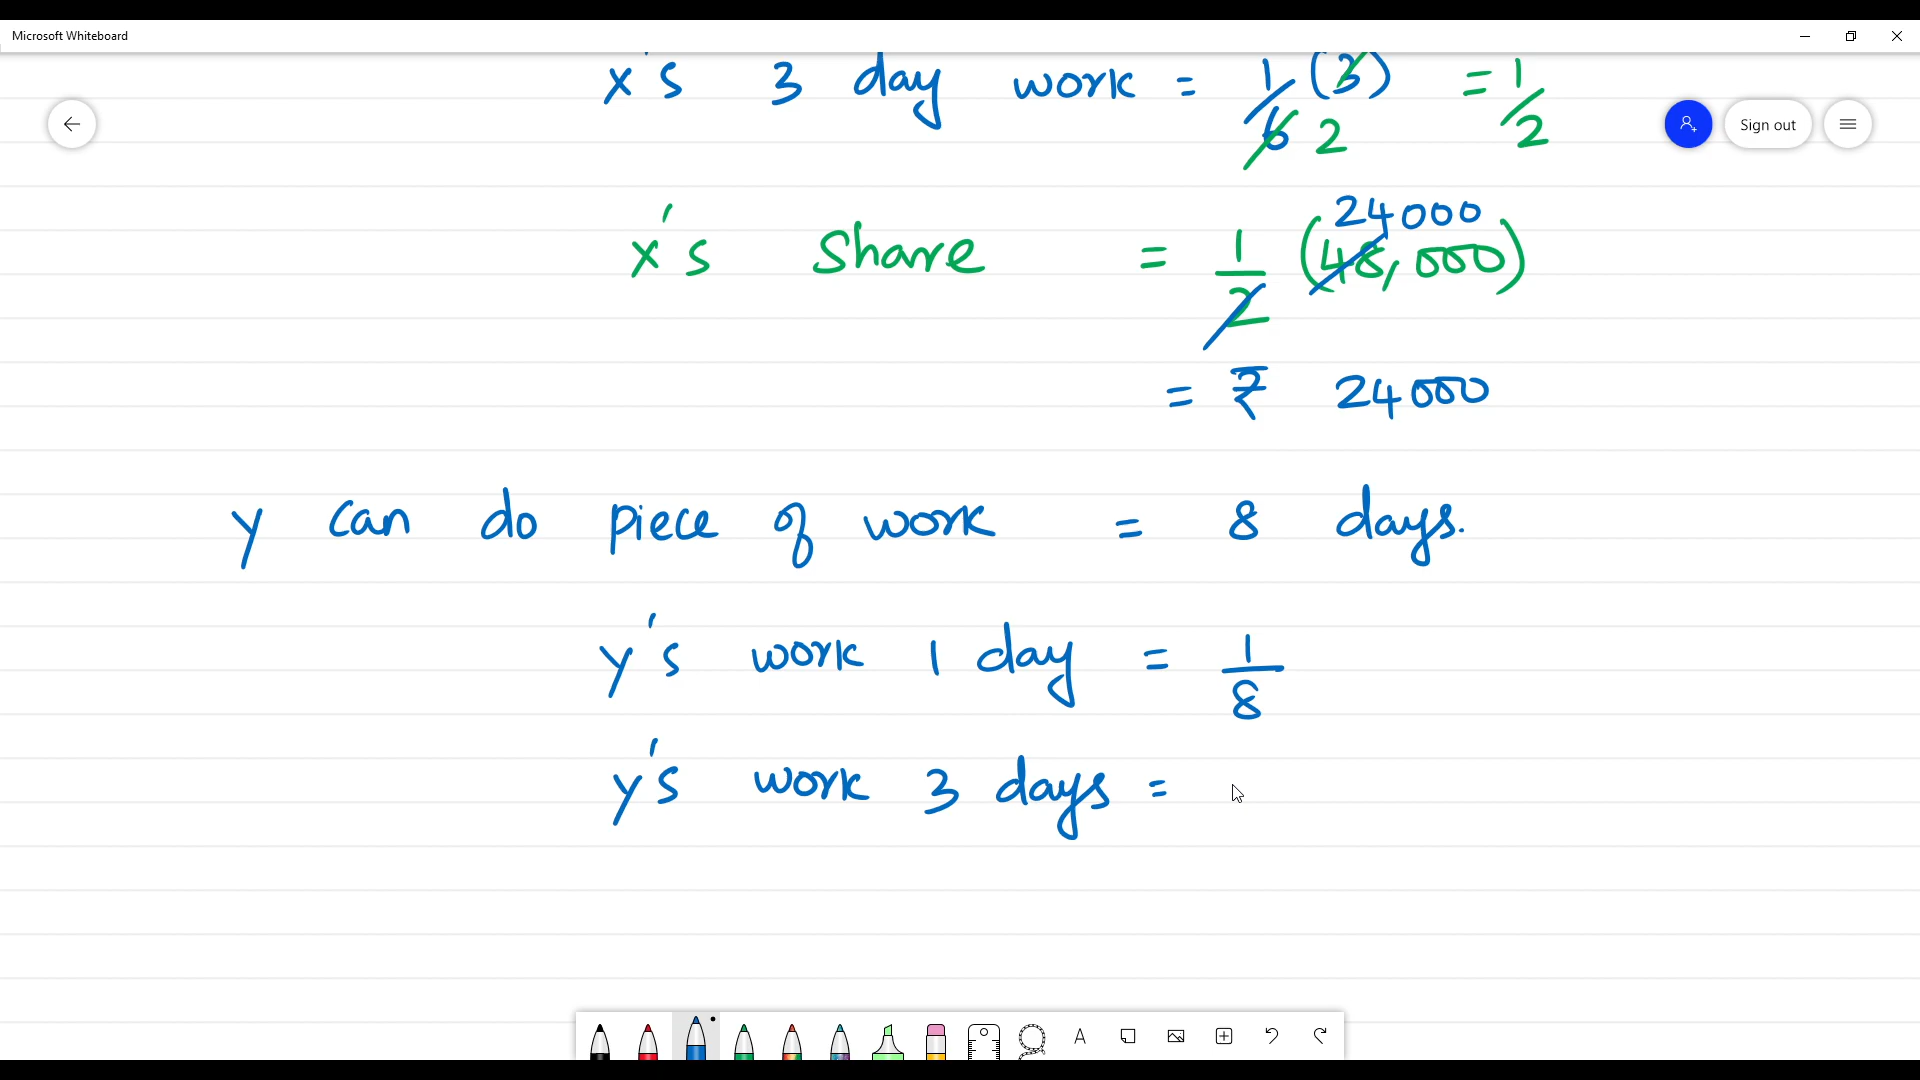 Microsoft Whiteboard
x's 3 day work = 1/6 (3) 2 = 1/2
Sign out
24000
x's Share = 1/2 (48,000)
= ₹ 24000
y can do piece of work = 8 days.
y's work 1 day = 1/8
y's work 3 days =
A